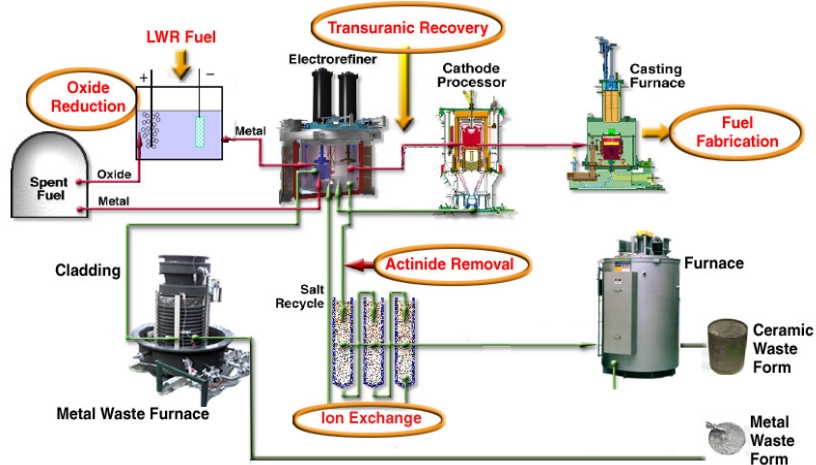 Transuranic Recovery
LWR Fuel
Electrorefiner
Cathode
Processor
Casting
Furnace
+
–
Oxide
Reduction
Fuel
Fabrication
Metal
Spent
Fuel
Oxide
Metal
Cladding
Actinide Removal
Furnace
Salt
Recycle
Ceramic
Waste
Form
Metal Waste Furnace
Ion Exchange
Metal
Waste
Form